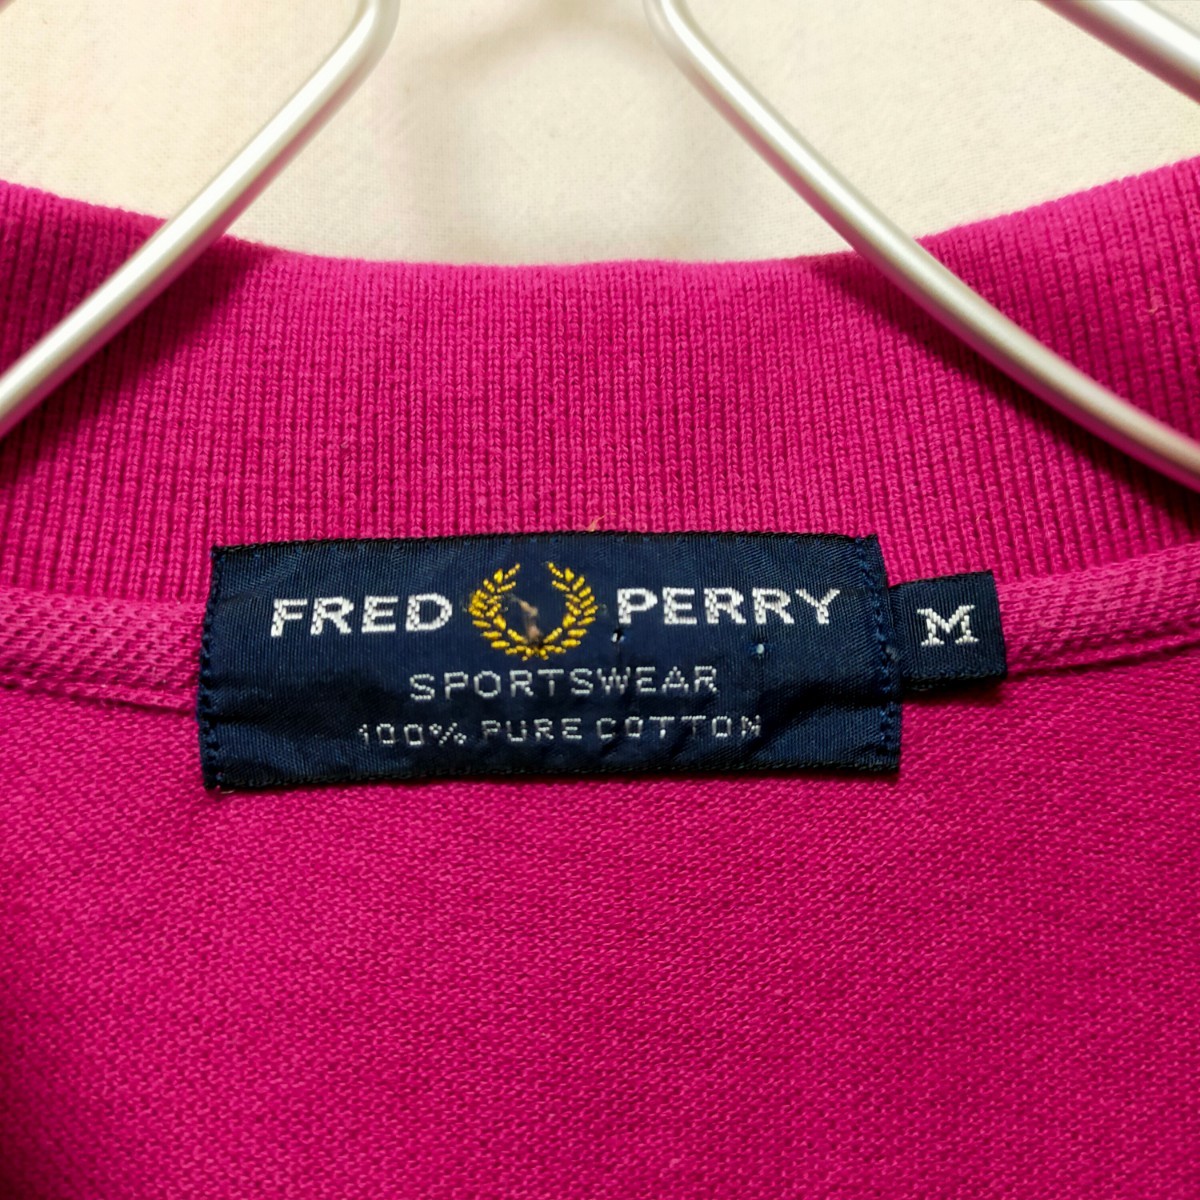 FRED PERRY
M
SPORTSWEAR
100% PURE COTTON